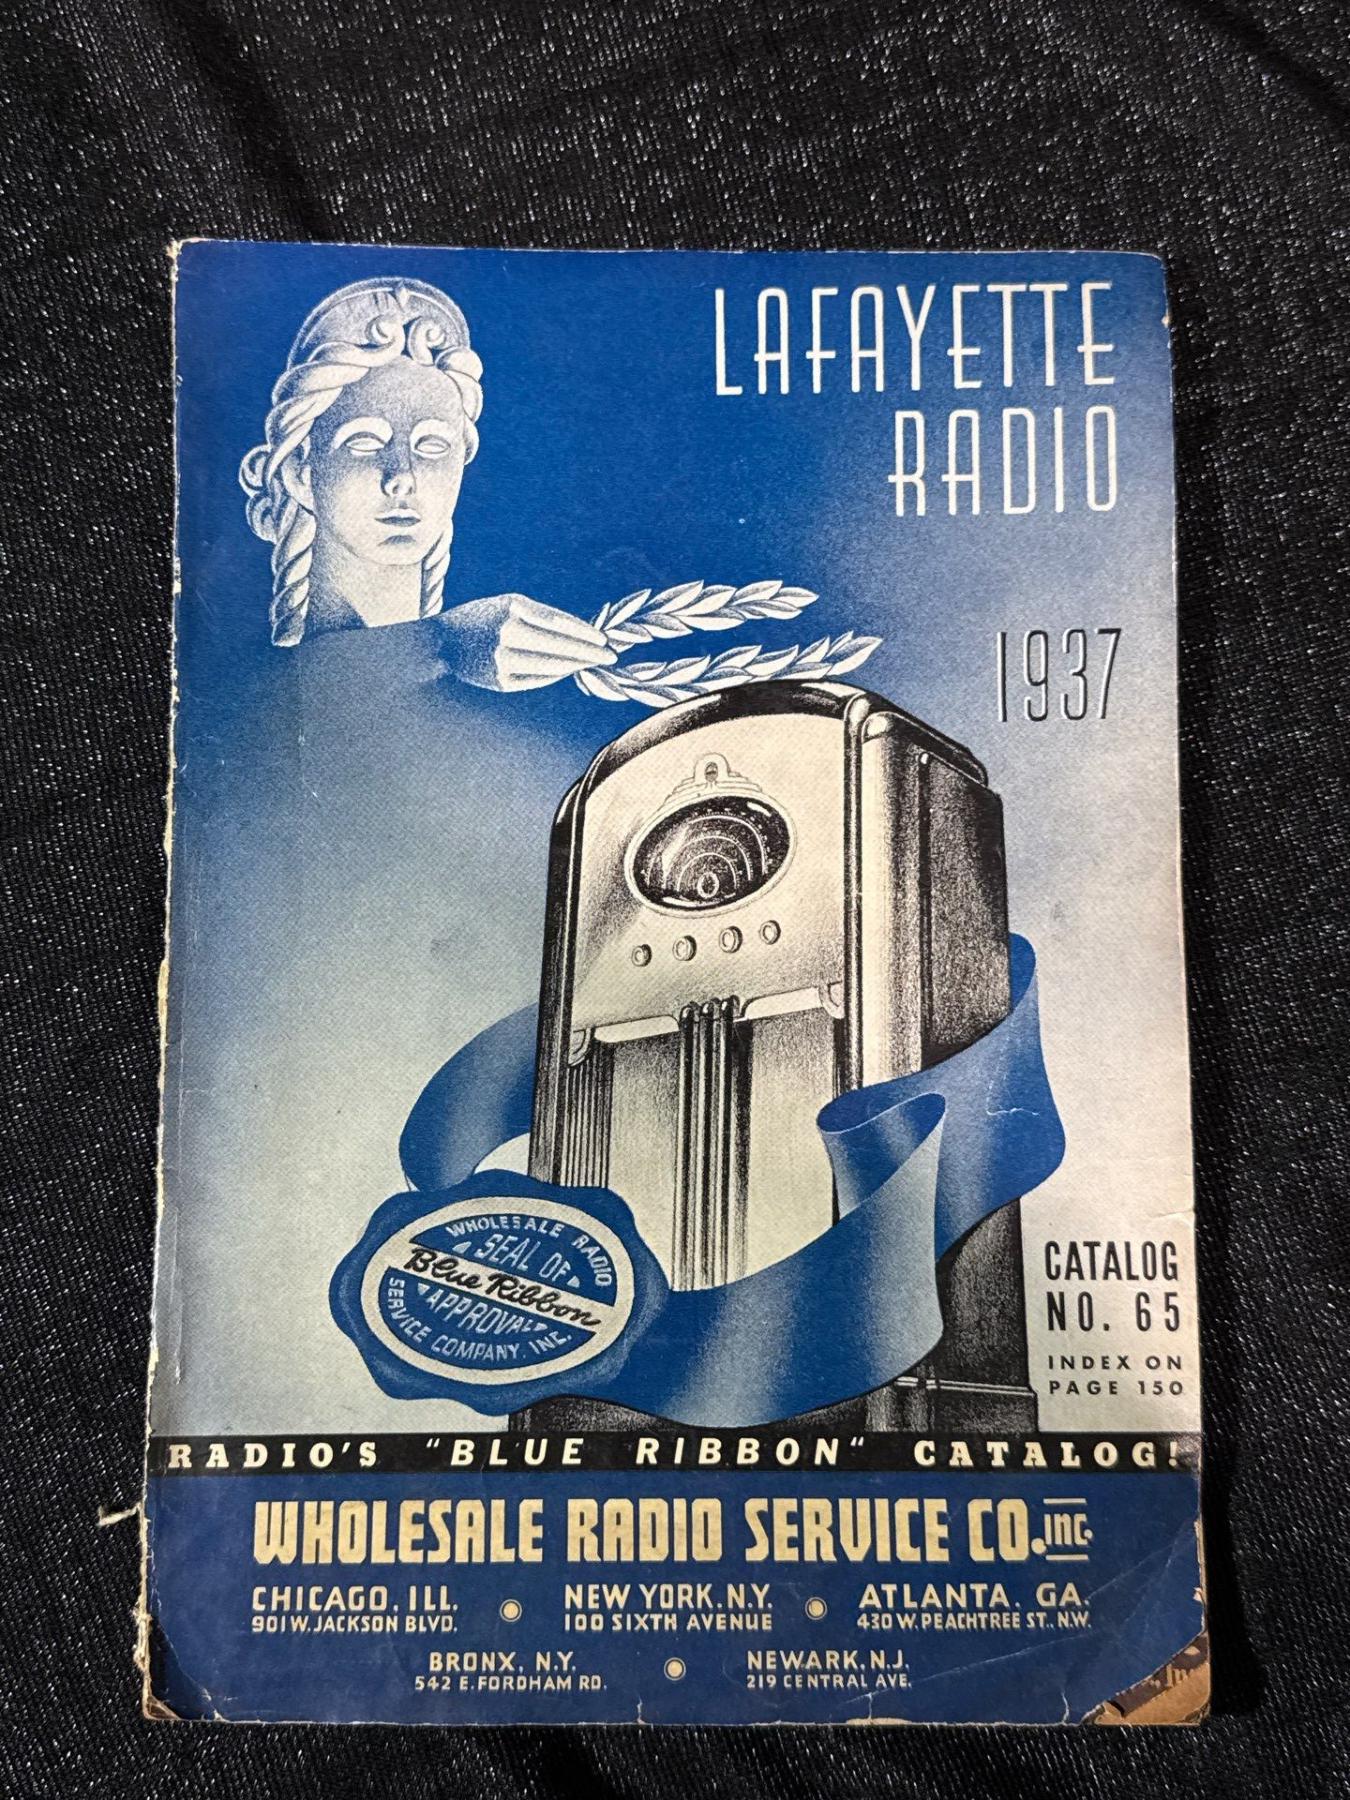 LAFAYETTE
RADIO
1937
WHOLESALE RADIO
SEAL OF
Blue Ribbon
APPROVAL
SERVICE COMPANY, INC.
CATALOG
NO. 65
INDEX ON
PAGE 150
RADIO'S "BLUE RIBBON" CATALOG!
WHOLESALE RADIO SERVICE CO. INC.
CHICAGO, ILL. NEW YORK, N.Y. ATLANTA, GA.
901 W. JACKSON BLVD. 100 SIXTH AVENUE 430 W. PEACHTREE ST., N.W.
BRONX, N.Y. NEWARK, N.J.
542 E. FORDHAM RD. 219 CENTRAL AVE.